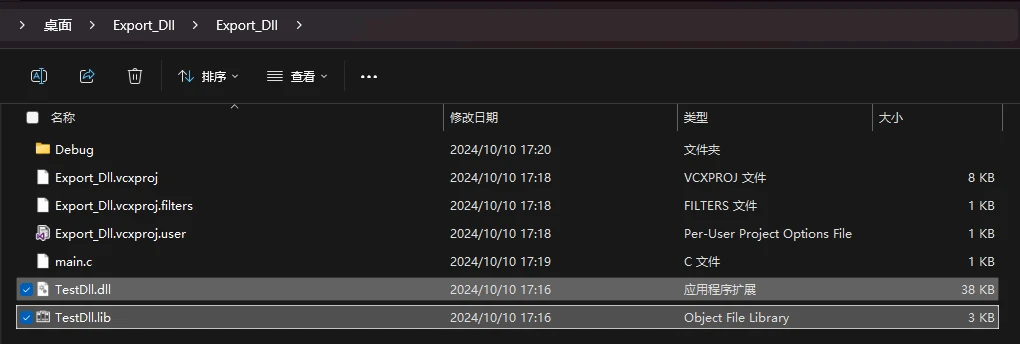 桌面 Export_Dll Export_Dll
排序 查看
名称 修改日期 类型 大小
Debug 2024/10/10 17:20 文件夹
Export_Dll.vcxproj 2024/10/10 17:18 VCXPROJ 文件 8 KB
Export_Dll.vcxproj.filters 2024/10/10 17:18 FILTERS 文件 1 KB
Export_Dll.vcxproj.user 2024/10/10 17:18 Per-User Project Options File 1 KB
main.c 2024/10/10 17:19 C 文件 1 KB
TestDll.dll 2024/10/10 17:16 应用程序扩展 38 KB
TestDll.lib 2024/10/10 17:16 Object File Library 3 KB